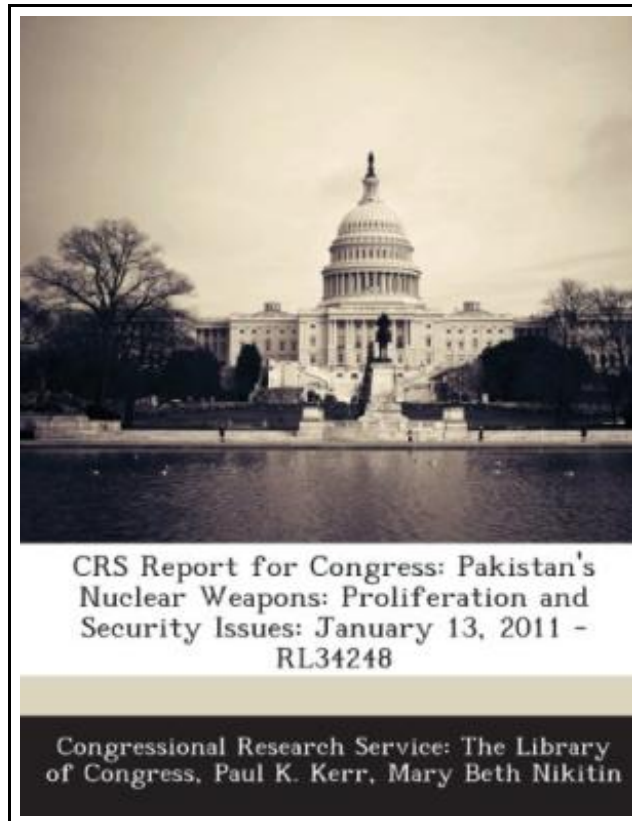 CRS Report for Congress: Pakistan's
Nuclear Weapons: Proliferation and
Security Issues: January 13, 2011 -
RL34248
Congressional Research Service: The Library
of Congress, Paul K. Kerr, Mary Beth Nikitin